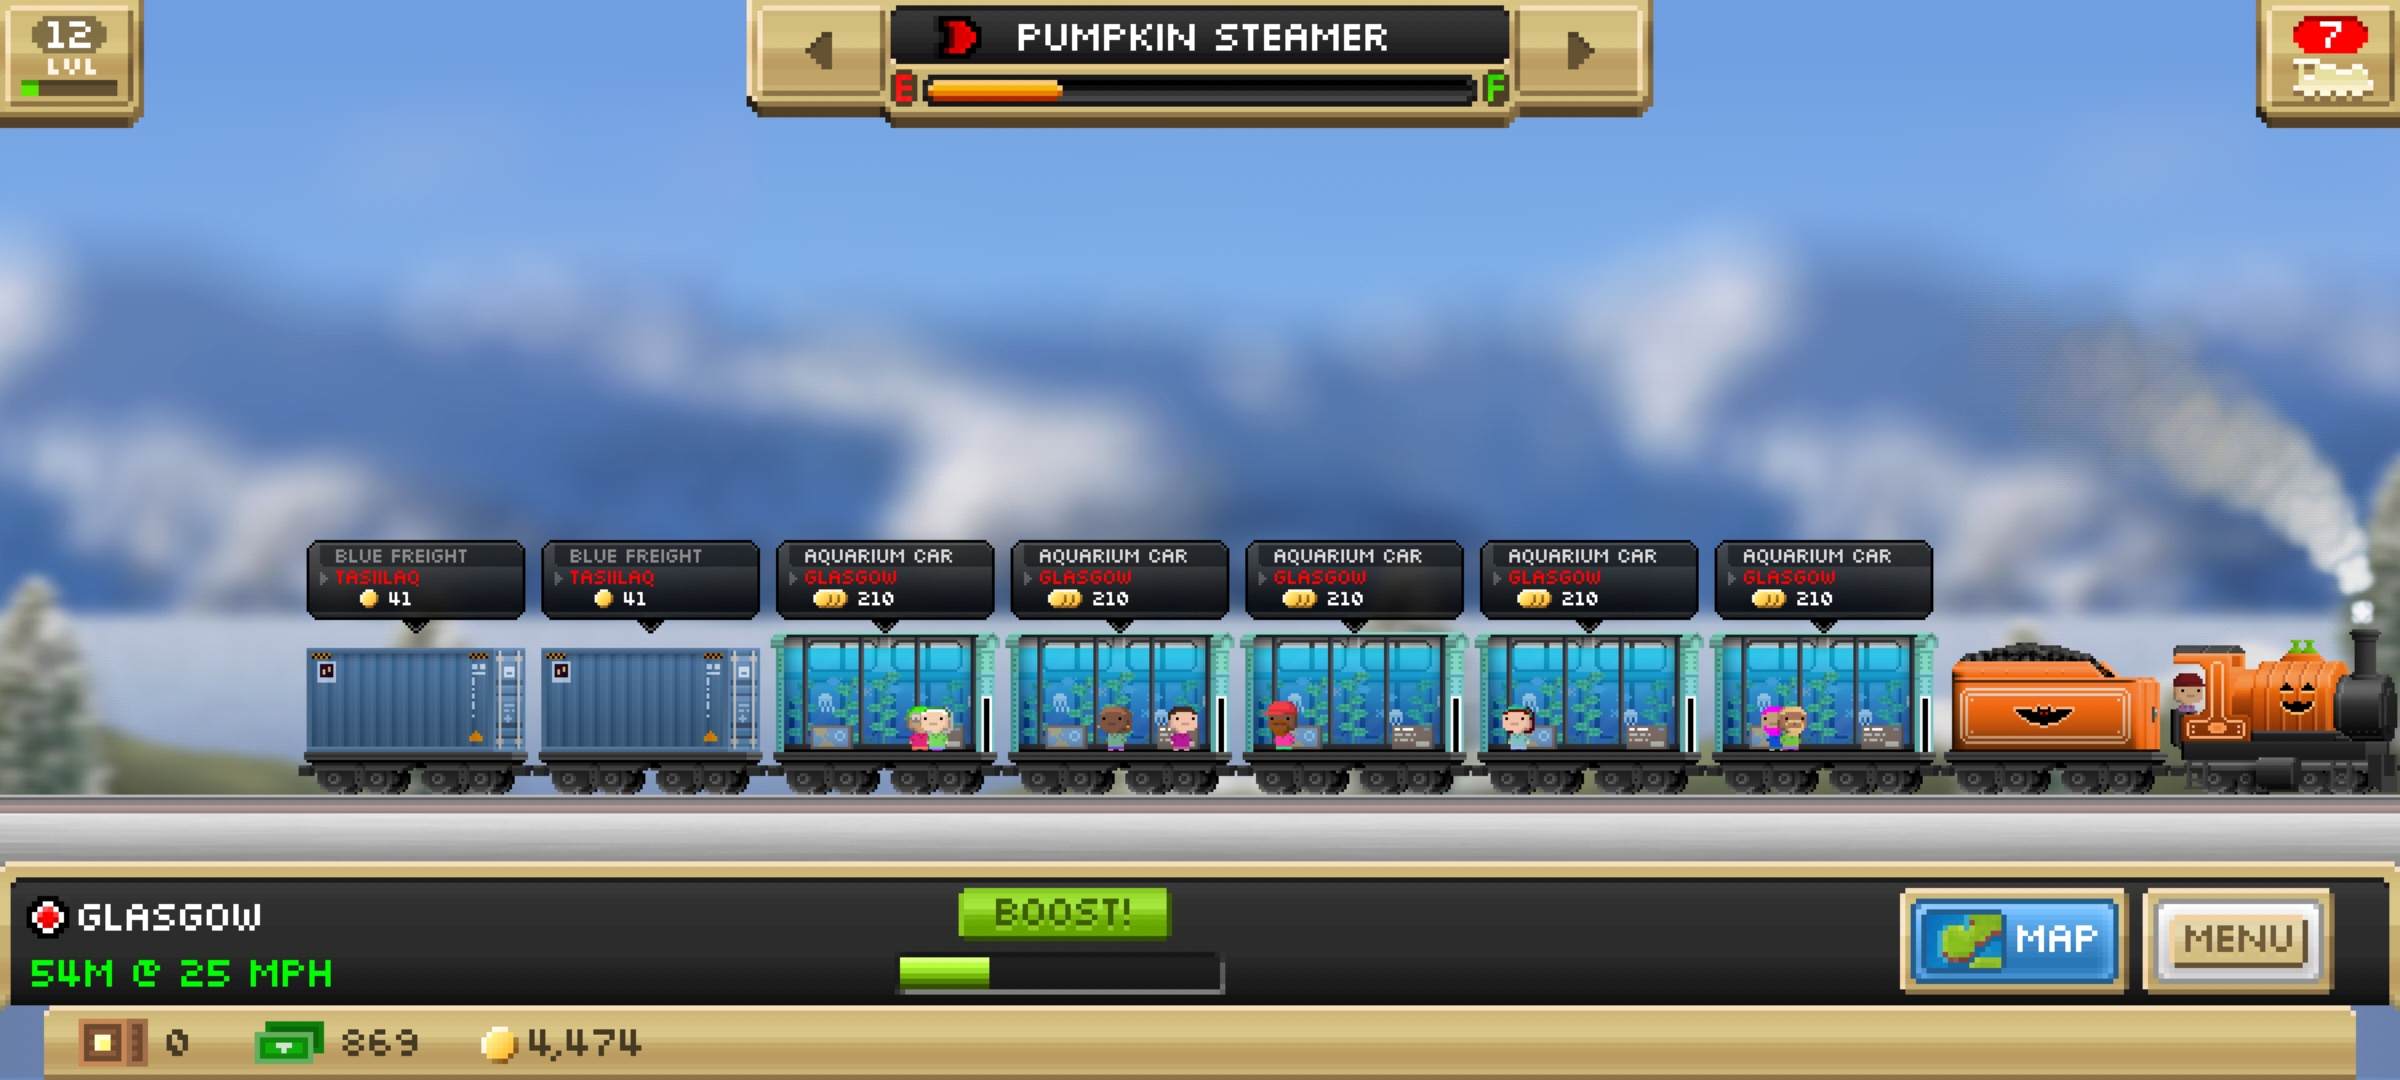 12
LVL
PUMPKIN STEAMER
E F
7
BLUE FREIGHT
TASIILAQ
41
BLUE FREIGHT
TASIILAQ
41
AQUARIUM CAR
GLASGOW
210
AQUARIUM CAR
GLASGOW
210
AQUARIUM CAR
GLASGOW
210
AQUARIUM CAR
GLASGOW
210
AQUARIUM CAR
GLASGOW
210
GLASGOW
54M @ 25 MPH
BOOST!
MAP
MENU
0 869 4,474